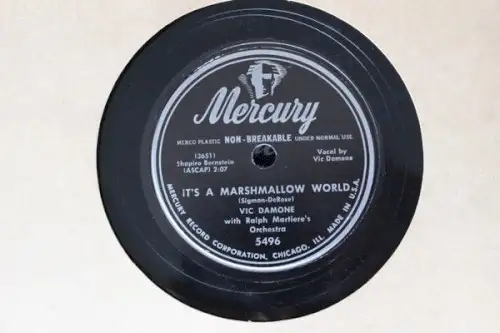 Mercury
MERCO PLASTIC NON-BREAKABLE UNDER NORMAL USE.
(3651)
Shapiro Bernstein
(ASCAP) 2:07
Vocal by
Vic Damone
IT'S A MARSHMALLOW WORLD
(Sigman-DeRose)
VIC DAMONE
with Ralph Martiere's
Orchestra
5496
MERCURY RECORD CORPORATION, CHICAGO, ILL. MADE IN U.S.A.